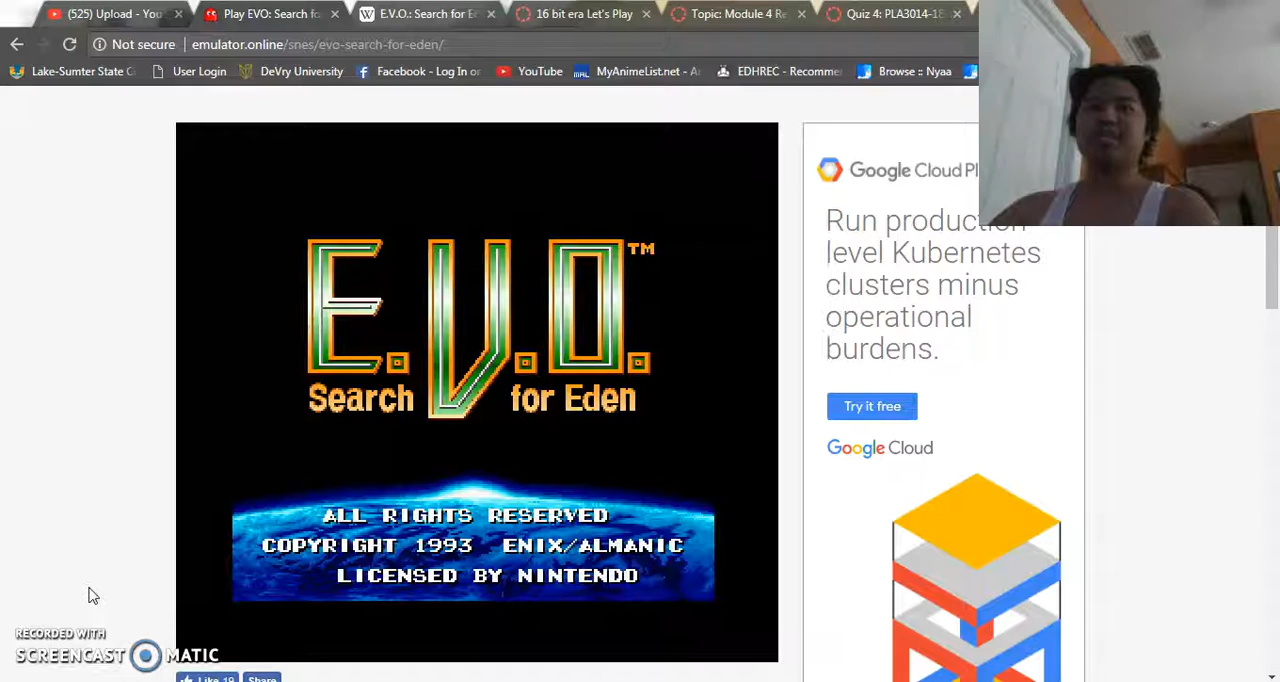 (525) Upload - You
Play EVO: Search fo
E.V.O.: Search for E
16 bit era Let's Play
Topic: Module 4 Re
Quiz 4: PLA3014-18
Not secure
emulator.online/snes/evo-search-for-eden/
Lake-Sumter State C
User Login
DeVry University
Facebook - Log In or
YouTube
MyAnimeList.net - A
EDHREC - Recomme
Browse :: Nyaa
E.V.O.™
Search for Eden
ALL RIGHTS RESERVED
COPYRIGHT 1993 ENIX/ALMANIC
LICENSED BY NINTENDO
Google Cloud Pl
Run production
level Kubernetes
clusters minus
operational
burdens.
Try it free
Google Cloud
RECORDED WITH
SCREENCAST MATIC
Like 19
Share